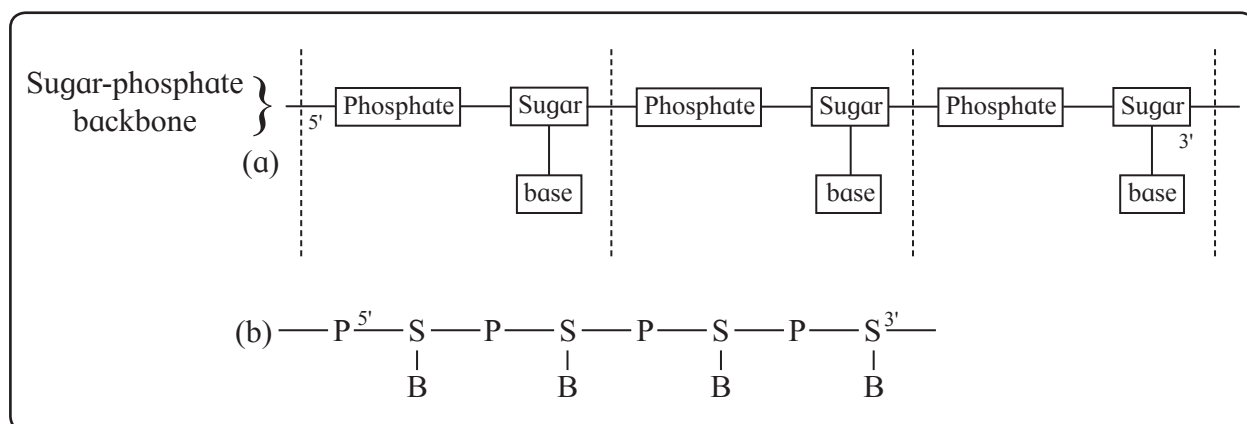 Sugar-phosphate
backbone
(a)
5' Phosphate Sugar Phosphate Sugar Phosphate Sugar 3'
base base base
(b) P 5' S P S P S P S 3'
B B B B